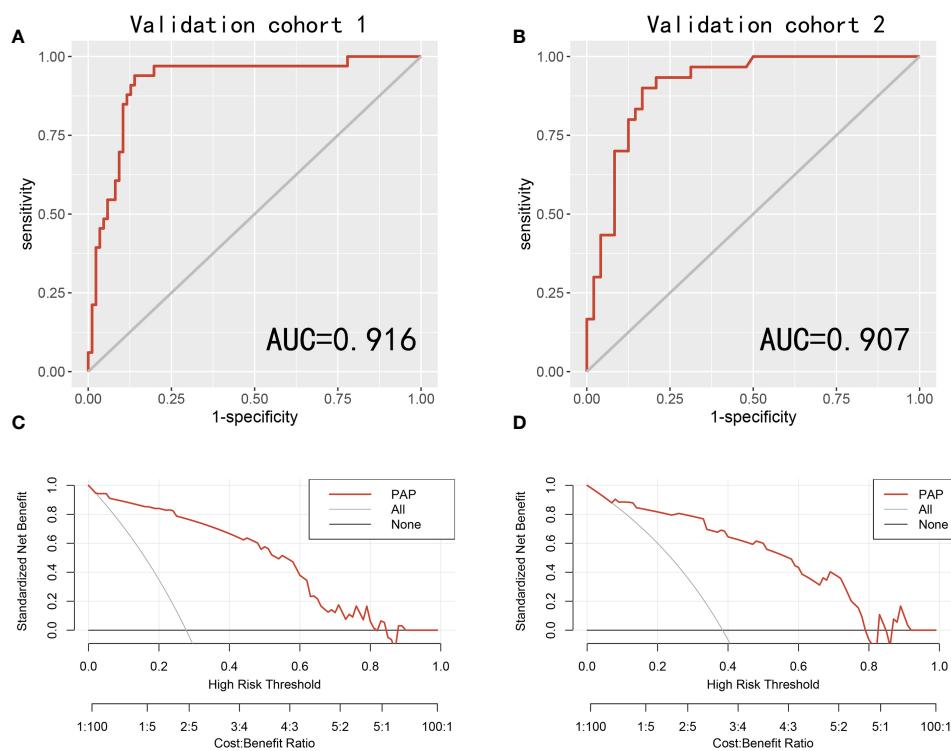 A
Validation cohort 1
1.00
0.75
0.50
0.25
0.00
sensitivity
AUC=0.916
0.00 0.25 0.50 0.75 1.00
1-specificity
B
Validation cohort 2
1.00
0.75
0.50
0.25
0.00
sensitivity
AUC=0.907
0.00 0.25 0.50 0.75 1.00
1-specificity
C
Standardized Net Benefit
1.0
0.8
0.6
0.4
0.2
0.0
PAP
All
None
0.0 0.2 0.4 0.6 0.8 1.0
High Risk Threshold
1:100 1:5 2:5 3:4 4:3 5:2 5:1 100:1
Cost:Benefit Ratio
D
Standardized Net Benefit
1.0
0.8
0.6
0.4
0.2
0.0
PAP
All
None
0.0 0.2 0.4 0.6 0.8 1.0
High Risk Threshold
1:100 1:5 2:5 3:4 4:3 5:2 5:1 100:1
Cost:Benefit Ratio